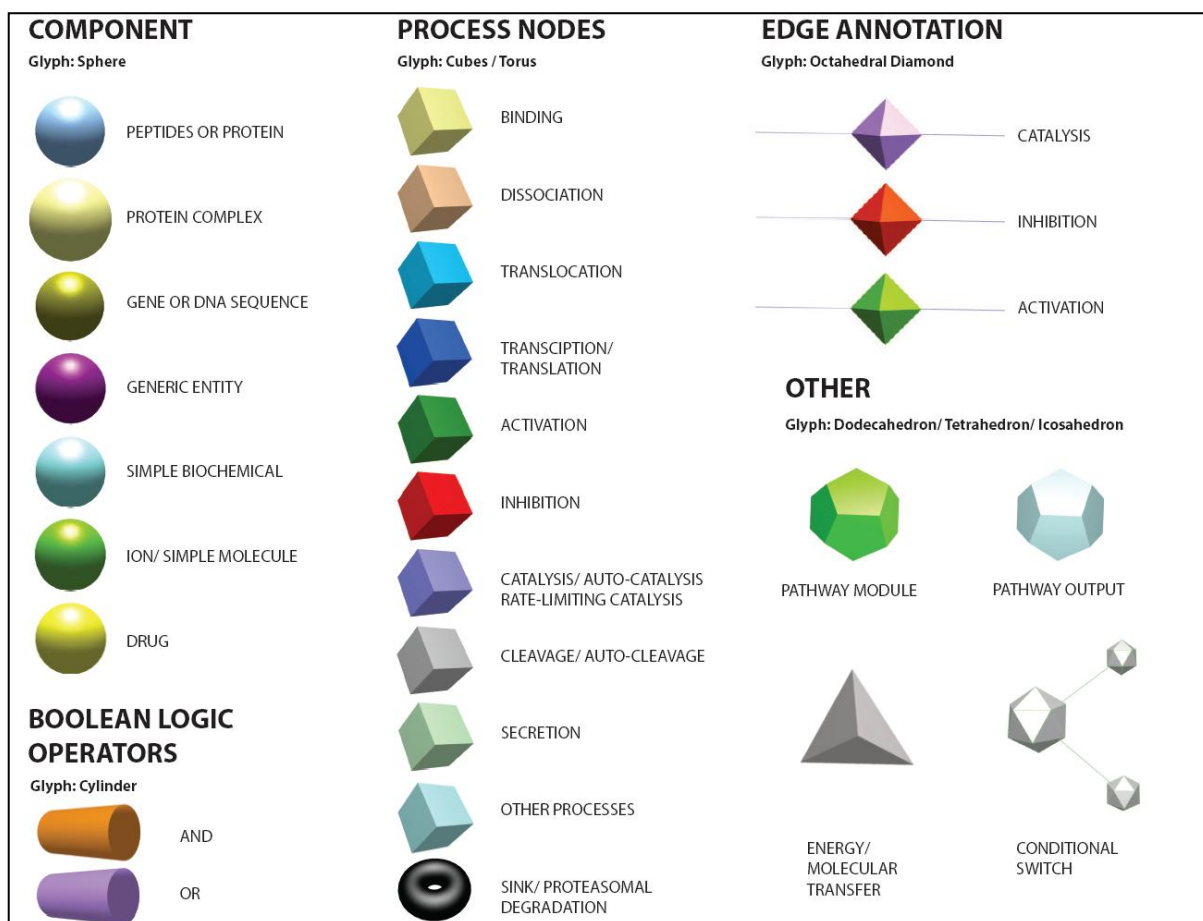 COMPONENT
Glyph: Sphere
PEPTIDES OR PROTEIN
PROTEIN COMPLEX
GENE OR DNA SEQUENCE
GENERIC ENTITY
SIMPLE BIOCHEMICAL
ION/ SIMPLE MOLECULE
DRUG
BOOLEAN LOGIC
OPERATORS
Glyph: Cylinder
AND
OR
PROCESS NODES
Glyph: Cubes / Torus
BINDING
DISSOCIATION
TRANSLOCATION
TRANSCIPTION/
TRANSLATION
ACTIVATION
INHIBITION
CATALYSIS/ AUTO-CATALYSIS
RATE-LIMITING CATALYSIS
CLEAVAGE/ AUTO-CLEAVAGE
SECRETION
OTHER PROCESSES
SINK/ PROTEASOMAL
DEGRADATION
EDGE ANNOTATION
Glyph: Octahedral Diamond
CATALYSIS
INHIBITION
ACTIVATION
OTHER
Glyph: Dodecahedron/ Tetrahedron/ Icosahedron
PATHWAY MODULE
PATHWAY OUTPUT
ENERGY/
MOLECULAR
TRANSFER
CONDITIONAL
SWITCH